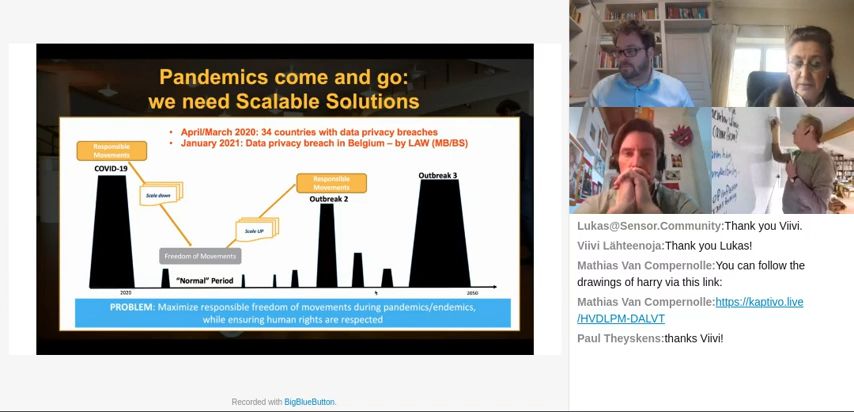 Pandemics come and go:
we need Scalable Solutions
• April/March 2020: 34 countries with data privacy breaches
• January 2021: Data privacy breach in Belgium – by LAW (MB/BS)
Responsible
Movements
COVID-19
Scale down
Responsible
Movements
Outbreak 2
Outbreak 3
Scale UP
Freedom of Movements
"Normal" Period
2020
2050
PROBLEM: Maximize responsible freedom of movements during pandemics/endemics,
while ensuring human rights are respected
Recorded with BigBlueButton.
Lukas@Sensor.Community:Thank you Viivi.
Viivi Lähteenoja:Thank you Lukas!
Mathias Van Compernolle:You can follow the
drawings of harry via this link:
Mathias Van Compernolle:https://kaptivo.live
/HVDLPM-DALVT
Paul Theyskens:thanks Viivi!